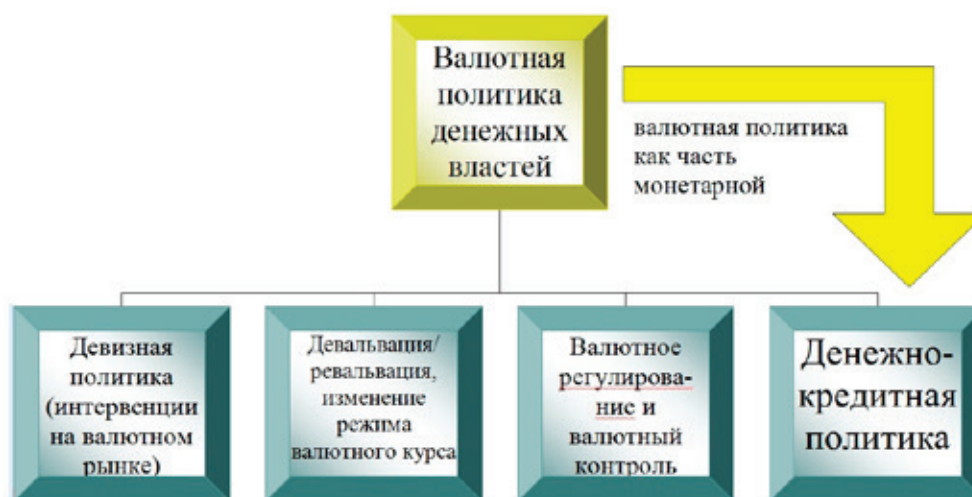 Валютная
политика
денежных
властей
валютная политика
как часть
монетарной
Девизная
политика
(интервенции
на валютном
рынке)
Девальвация/
ревальвация,
изменение
режима
валютного курса
Валютное
регулирова-
ние и
валютный
контроль
Денежно-
кредитная
политика